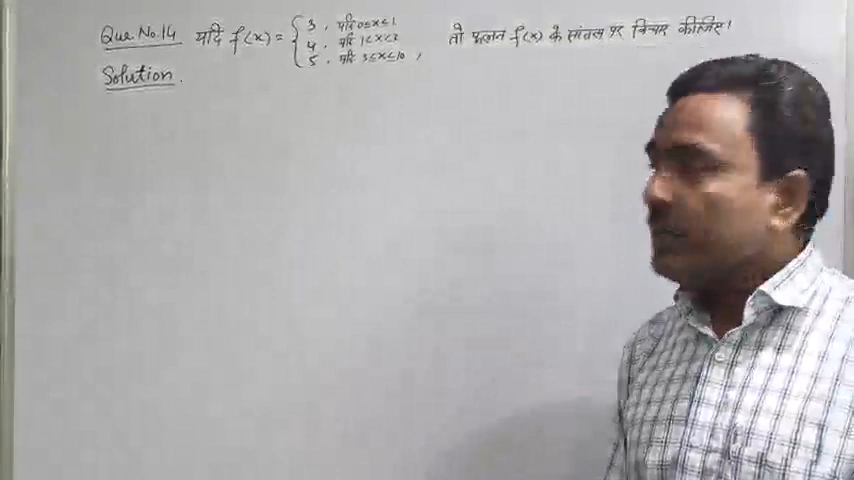 Que. No. 14 यदि f(x) = { 3 , यदि 0≤x≤1
4 , यदि 1<x<3
5 , यदि 3≤x≤10 , तो फलन f(x) के सांतत्य पर विचार कीजिए।
Solution.